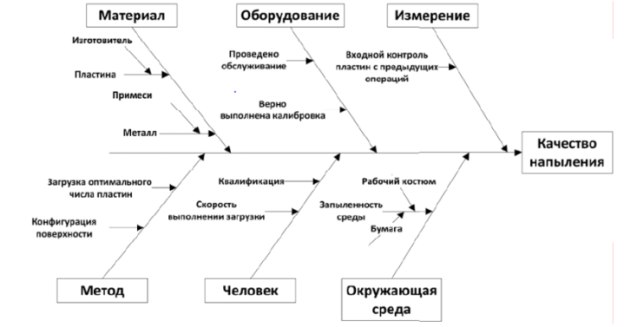 Материал
Оборудование
Измерение
Изготовитель
Пластина
Примеси
Металл
Проведено
обслуживание
Верно
выполнена калибровка
Входной контроль
пластин с предыдущих
операций
Качество
напыления
Загрузка оптимального
числа пластин
Конфигурация
поверхности
Квалификация
Скорость
выполнении загрузки
Рабочий костюм
Запыленность
среды
Бумага
Метод
Человек
Окружающая
среда